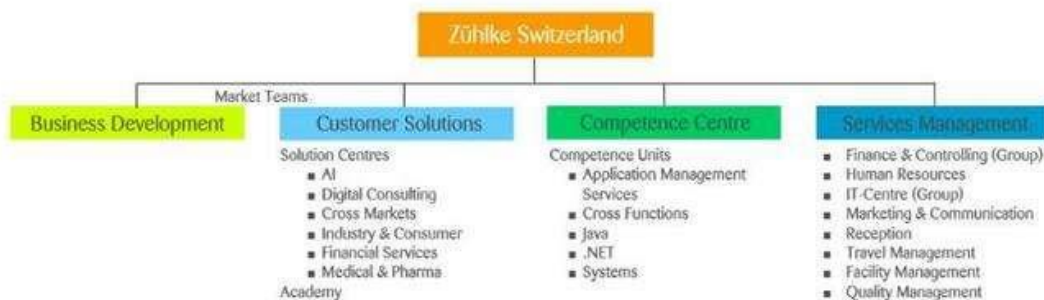 Zühlke Switzerland
Market Teams
Business Development
Customer Solutions
Competence Centre
Services Management
Solution Centres
■ AI
■ Digital Consulting
■ Cross Markets
■ Industry & Consumer
■ Financial Services
■ Medical & Pharma
Academy
Competence Units
■ Application Management
Services
■ Cross Functions
■ Java
■ .NET
■ Systems
■ Finance & Controlling (Group)
■ Human Resources
■ IT-Centre (Group)
■ Marketing & Communication
■ Reception
■ Travel Management
■ Facility Management
■ Quality Management